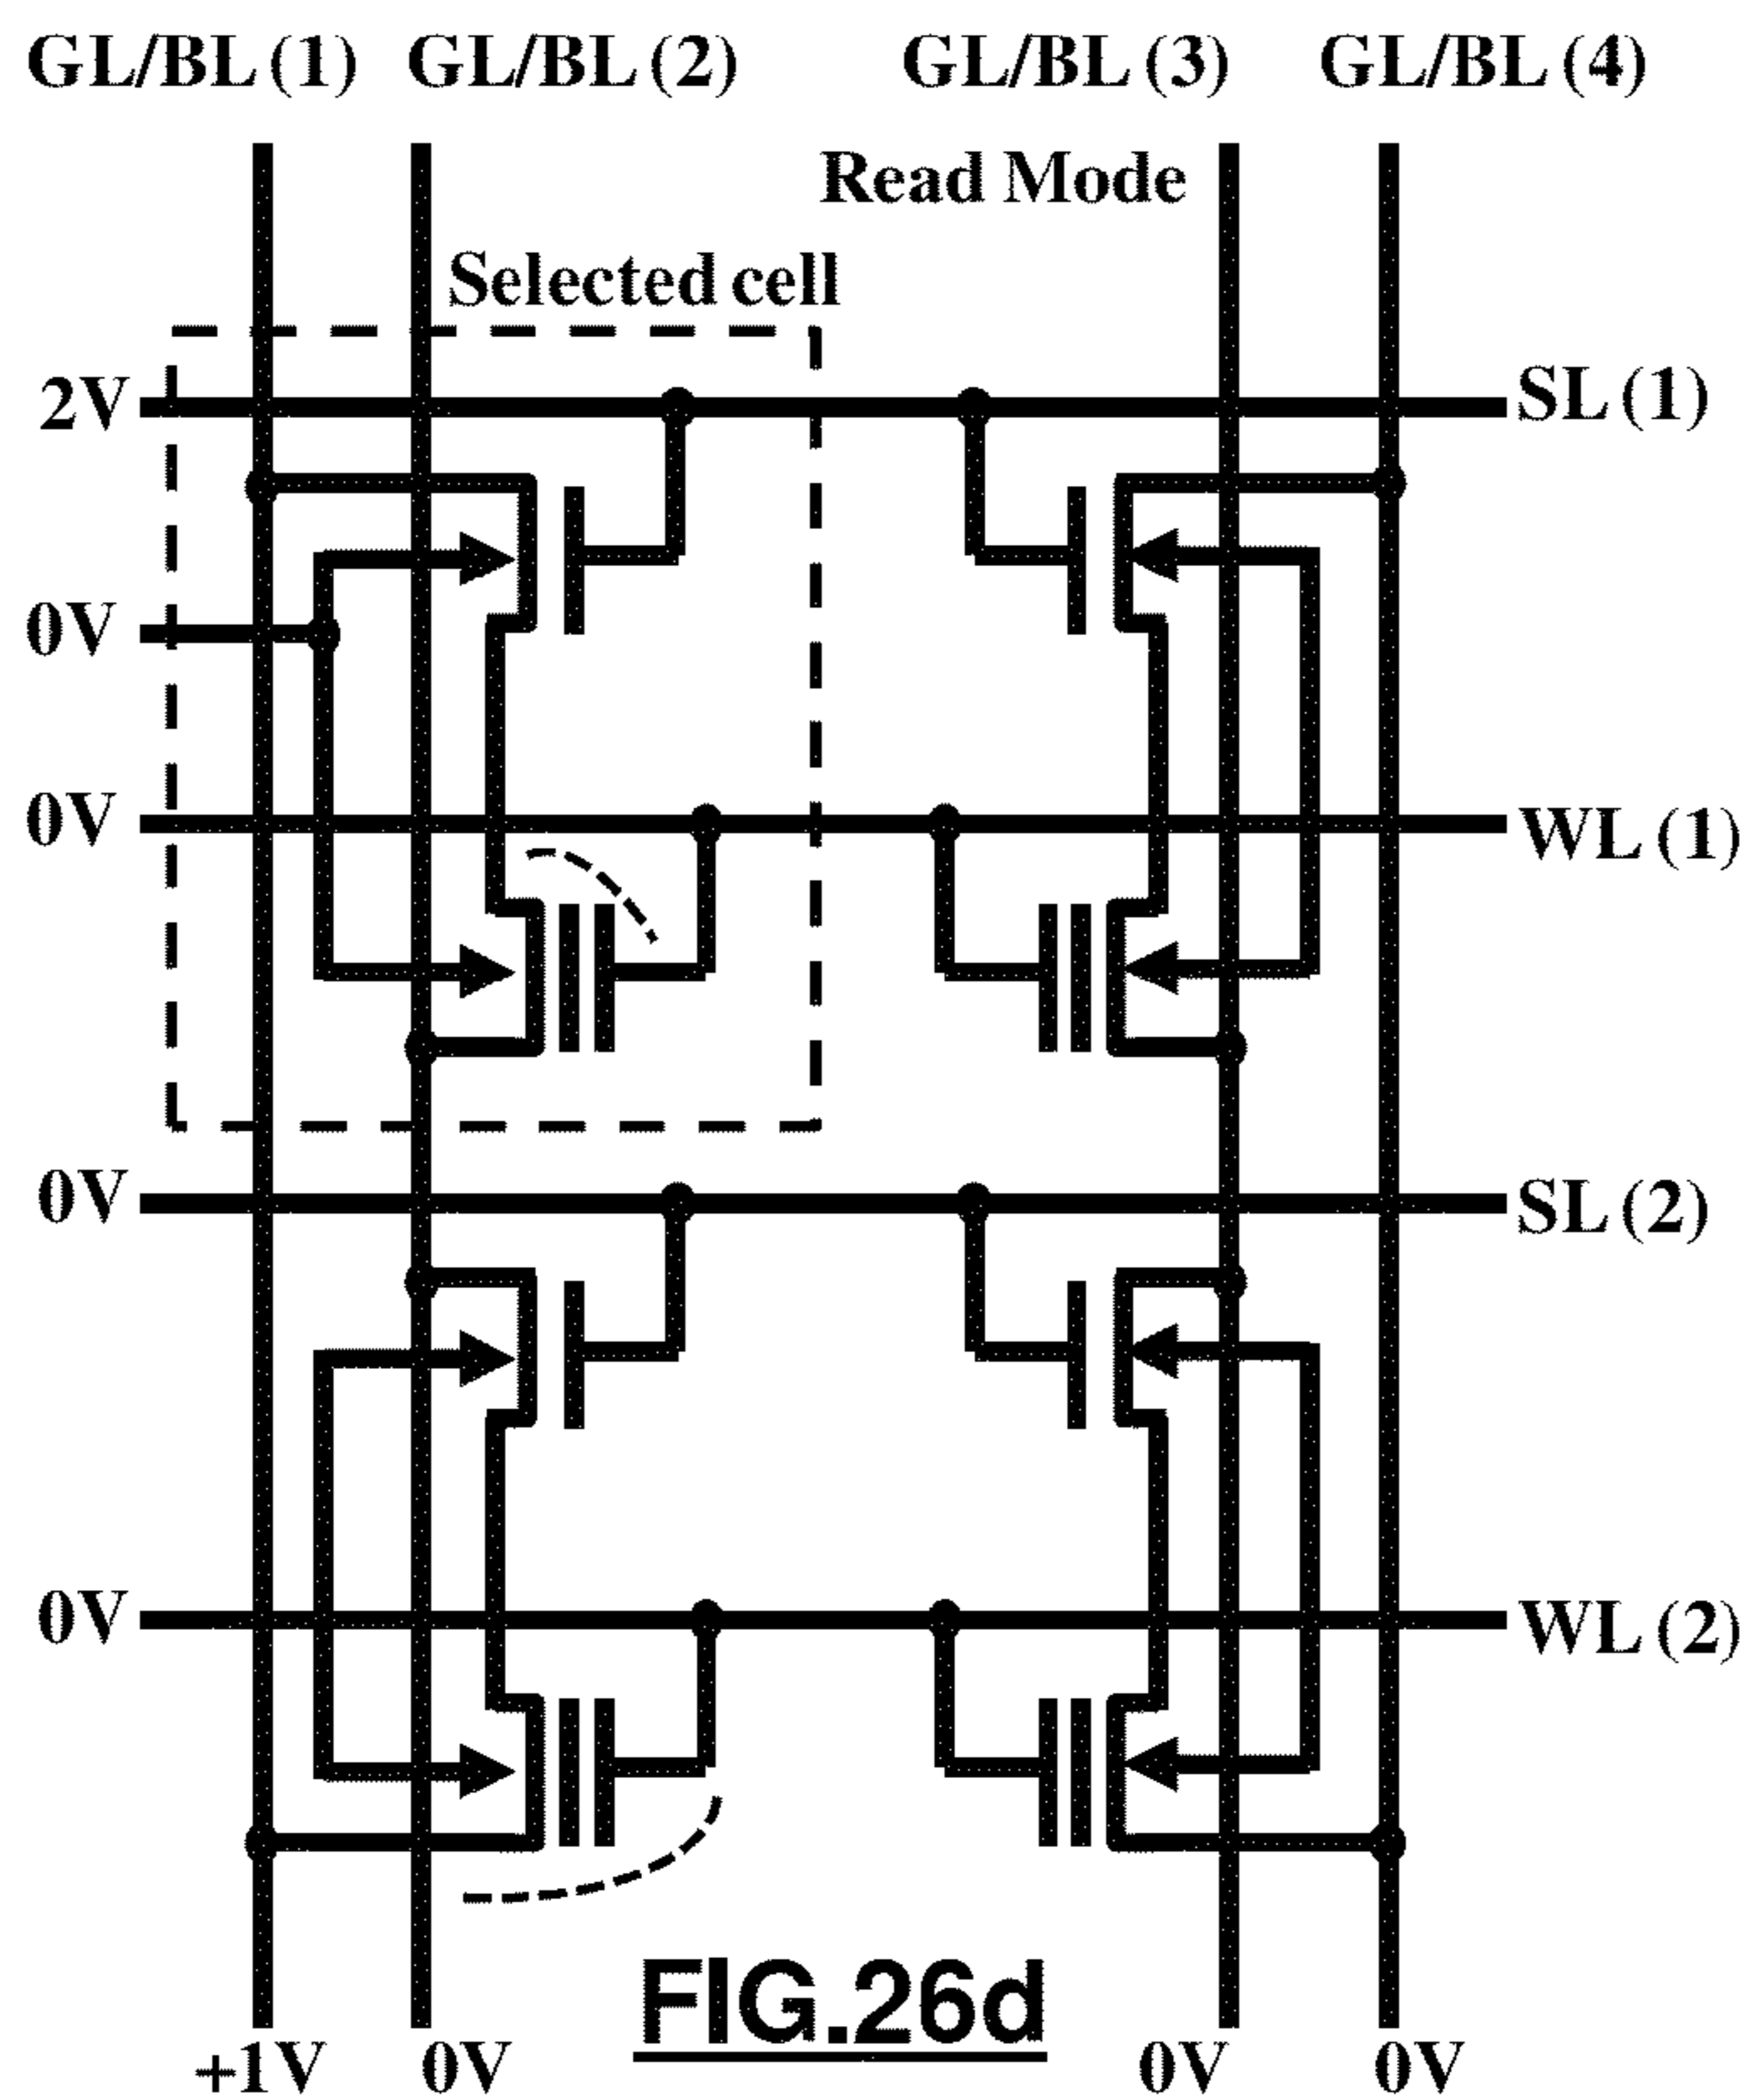 GL/BL (1) GL/BL (2) GL/BL (3) GL/BL (4)
Read Mode
Selected cell
2V SL (1)
0V
0V WL (1)
0V SL (2)
0V WL (2)
FIG.26d
+1V 0V 0V 0V